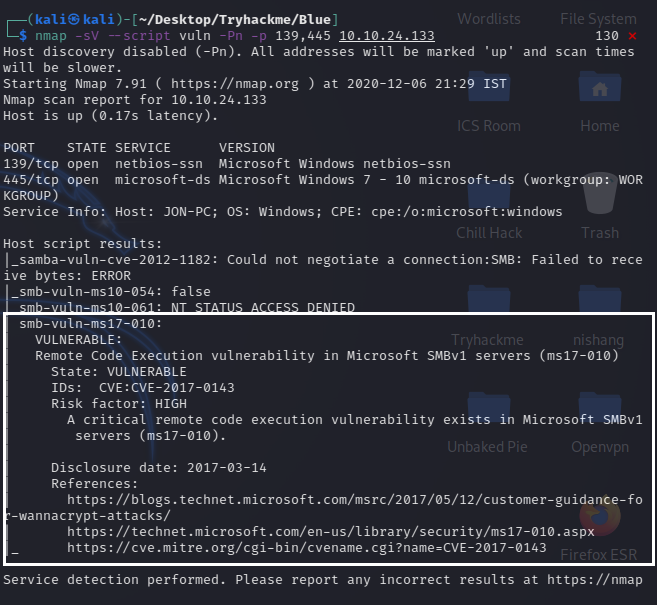 (kali㉿kali)-[~/Desktop/Tryhackme/Blue]
$ nmap -sV --script vuln -Pn -p 139,445 10.10.24.133 130 ⨯
Host discovery disabled (-Pn). All addresses will be marked 'up' and scan times
will be slower.
Starting Nmap 7.91 ( https://nmap.org ) at 2020-12-06 21:29 IST
Nmap scan report for 10.10.24.133
Host is up (0.17s latency).
PORT    STATE SERVICE      VERSION
139/tcp open  netbios-ssn  Microsoft Windows netbios-ssn
445/tcp open  microsoft-ds Microsoft Windows 7 - 10 microsoft-ds (workgroup: WOR
KGROUP)
Service Info: Host: JON-PC; OS: Windows; CPE: cpe:/o:microsoft:windows
Host script results:
|_samba-vuln-cve-2012-1182: Could not negotiate a connection:SMB: Failed to rece
ive bytes: ERROR
|_smb-vuln-ms10-054: false
|_smb-vuln-ms10-061: NT_STATUS_ACCESS_DENIED
| smb-vuln-ms17-010:
|   VULNERABLE:
|   Remote Code Execution vulnerability in Microsoft SMBv1 servers (ms17-010)
|     State: VULNERABLE
|     IDs:  CVE:CVE-2017-0143
|     Risk factor: HIGH
|       A critical remote code execution vulnerability exists in Microsoft SMBv1
|        servers (ms17-010).
|
|     Disclosure date: 2017-03-14
|     References:
|       https://blogs.technet.microsoft.com/msrc/2017/05/12/customer-guidance-fo
r-wannacrypt-attacks/
|       https://technet.microsoft.com/en-us/library/security/ms17-010.aspx
|_      https://cve.mitre.org/cgi-bin/cvename.cgi?name=CVE-2017-0143
Service detection performed. Please report any incorrect results at https://nmap
Wordlists
File System
ICS Room
Home
Chill Hack
Trash
Tryhackme
nishang
Unbaked Pie
Openvpn
Firefox ESR